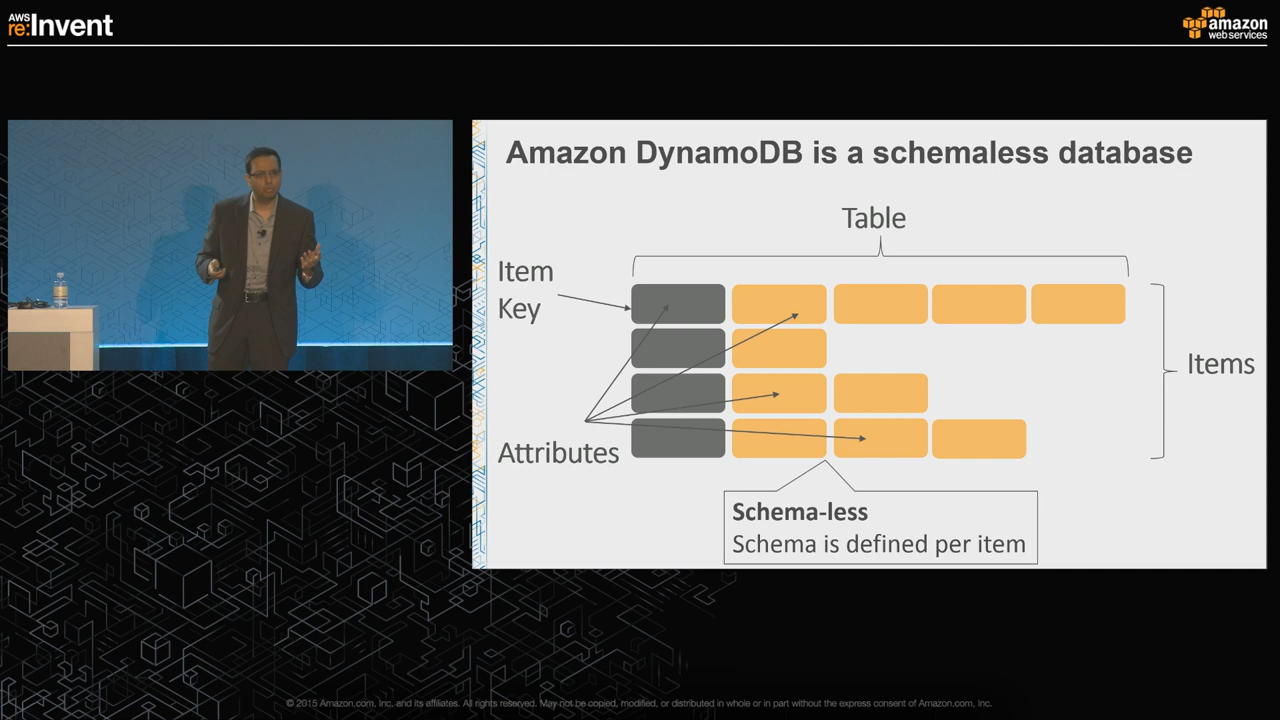 AWS
re:Invent
amazon
web services
Amazon DynamoDB is a schemaless database
Table
Item
Key
Items
Attributes
Schema-less
Schema is defined per item
© 2015 Amazon.com, Inc. and its affiliates. All rights reserved. May not be copied, modified, or distributed in whole or in part without the express consent of Amazon.com, Inc.